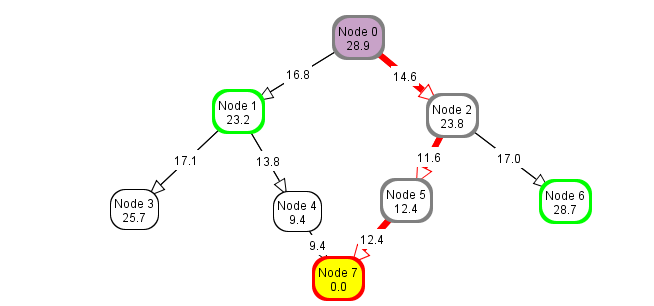 Node 0
28.9
16.8
14.6
Node 1
23.2
Node 2
23.8
17.1
13.8
11.6
17.0
Node 3
25.7
Node 4
9.4
Node 5
12.4
Node 6
28.7
9.4
12.4
Node 7
0.0